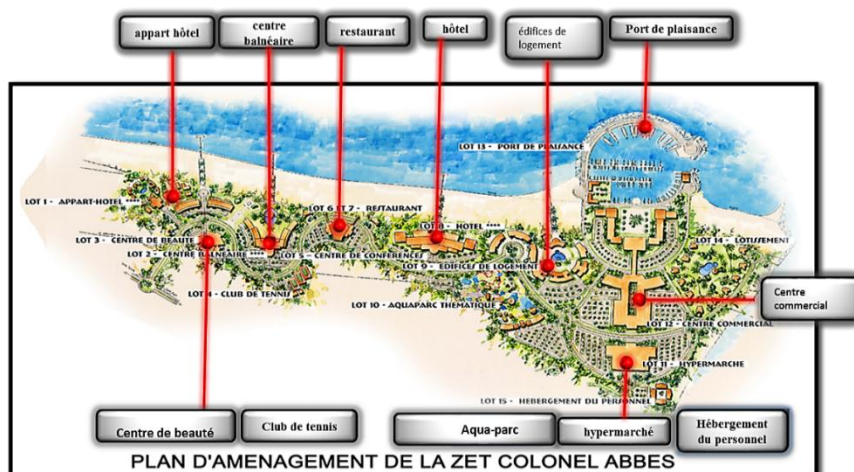 appart hôtel
centre
balnéaire
restaurant
hôtel
édifices de
logement
Port de plaisance
LOT 13 - PORT DE PLAISANCE
LOT 1 - APPART-HOTEL ****
LOT 6 ET 7 - RESTAURANT
LOT 8 - HOTEL ****
LOT 3 - CENTRE DE BEAUTE
LOT 14 - LOTISSEMENT
LOT 2 - CENTRE BALNÉAIRE ****
LOT 5 - CENTRE DE CONFERENCES
LOT 9 - EDIFICES DE LOGEMENT
LOT 4 - CLUB DE TENNIS
LOT 10 - AQUAPARC THEMATIQUE
Centre
commercial
LOT 12 - CENTRE COMMERCIAL
LOT 11 - HYPERMARCHE
LOT 15 - HEBERGEMENT DU PERSONNEL
Centre de beauté
Club de tennis
Aqua-parc
hypermarché
Hébergement
du personnel
PLAN D'AMENAGEMENT DE LA ZET COLONEL ABBES